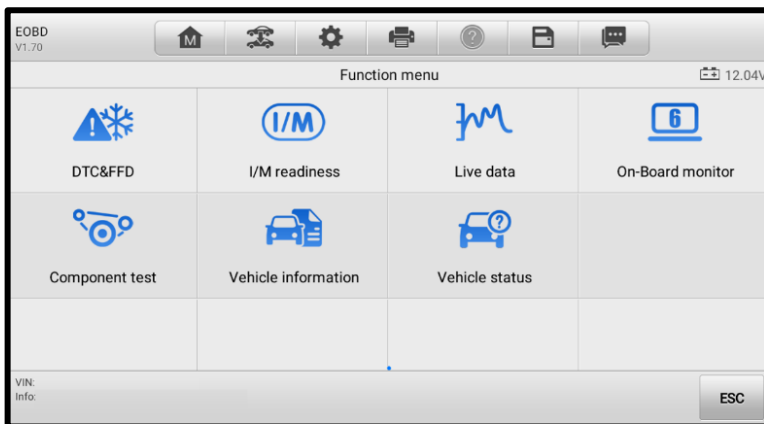 EOBD
V1.70
M
?
Function menu
12.04V
I/M
6
DTC&FFD
I/M readiness
Live data
On-Board monitor
?
Component test
Vehicle information
Vehicle status
VIN:
Info:
ESC